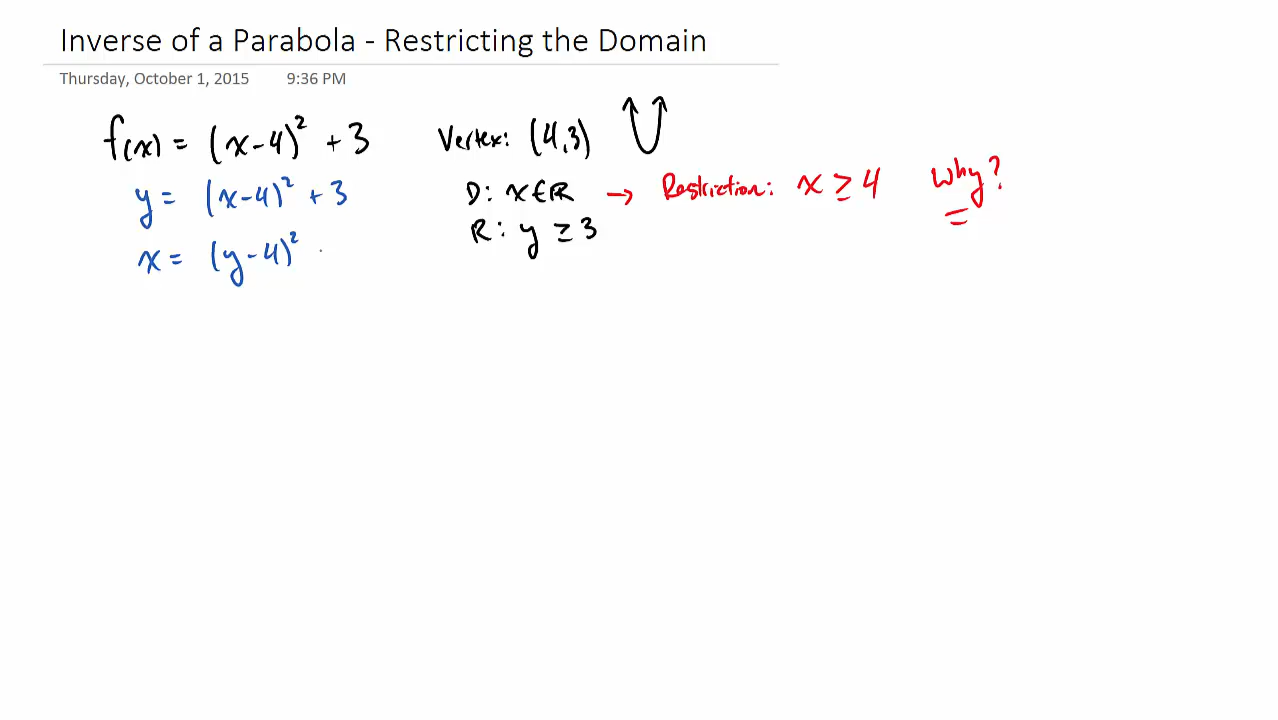 Inverse of a Parabola - Restricting the Domain
Thursday, October 1, 2015 9:36 PM
f(x) = (x-4)² + 3 Vertex: (4,3)
y = (x-4)² + 3 D: x∈ℝ → Restriction: x ≥ 4 Why?
x = (y-4)² R: y ≥ 3